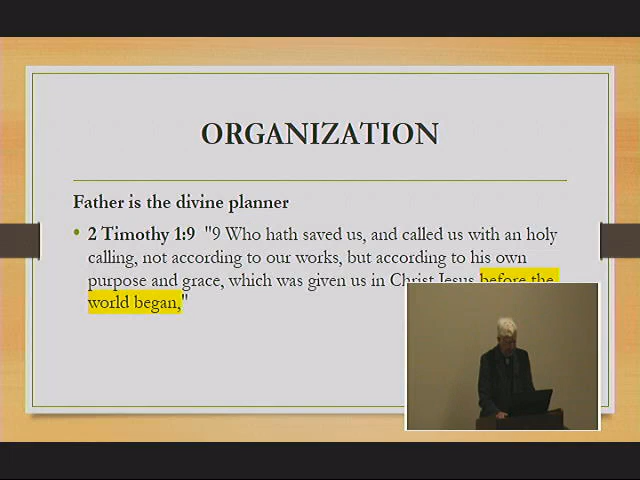 ORGANIZATION
Father is the divine planner
• 2 Timothy 1:9 "9 Who hath saved us, and called us with an holy
calling, not according to our works, but according to his own
purpose and grace, which was given us in Christ Jesus before the
world began,"